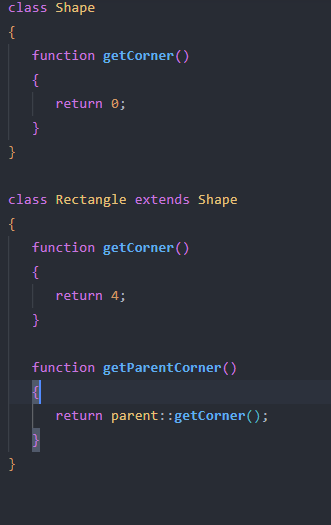 class Shape
{
function getCorner()
{
return 0;
}
}
class Rectangle extends Shape
{
function getCorner()
{
return 4;
}
function getParentCorner()
{
return parent::getCorner();
}
}